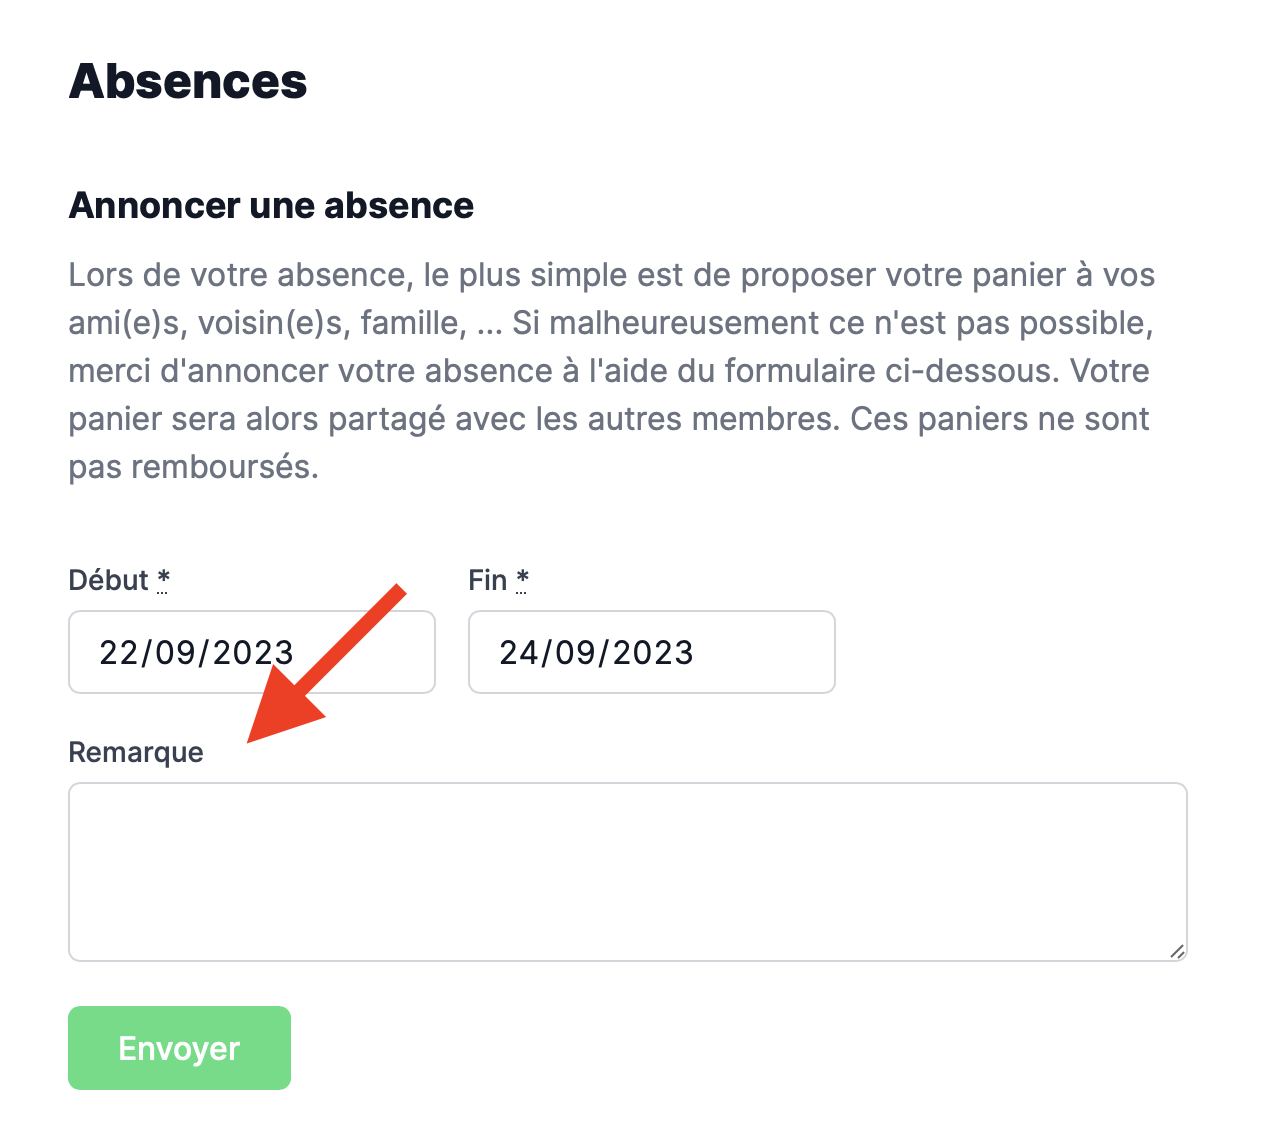 Absences
Annoncer une absence
Lors de votre absence, le plus simple est de proposer votre panier à vos
ami(e)s, voisin(e)s, famille, ... Si malheureusement ce n'est pas possible,
merci d'annoncer votre absence à l'aide du formulaire ci-dessous. Votre
panier sera alors partagé avec les autres membres. Ces paniers ne sont
pas remboursés.
Début * Fin *
22/09/2023 24/09/2023
Remarque
Envoyer